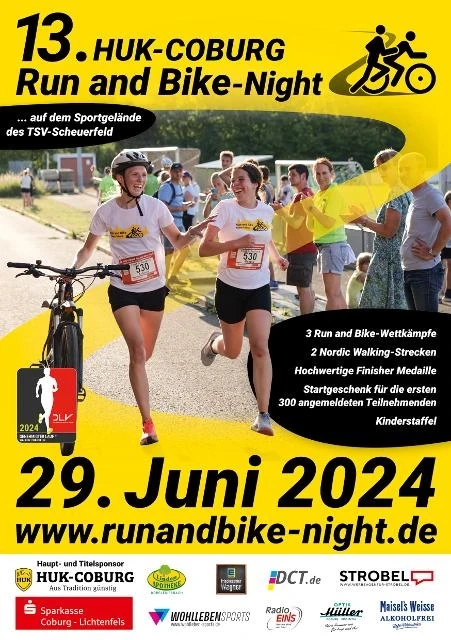 13. HUK-COBURG
Run and Bike-Night
... auf dem Sportgelände
des TSV-Scheuerfeld
530
530
3 Run and Bike-Wettkämpfe
2 Nordic Walking-Strecken
Hochwertige Finisher Medaille
Startgeschenk für die ersten
300 angemeldeten Teilnehmenden
Kinderstaffel
DLV
2024
29. Juni 2024
www.runandbike-night.de
Haupt- und Titelsponsor
HUK
HUK-COBURG
Aus Tradition günstig
Linden
APOTHEKE
Wagner
DCT.de
STROBEL
Sparkasse
Coburg - Lichtenfels
WOHLLEBENSPORTS
Radio
EINS
OPTIK
Müller
Maisel's Weisse
ALKOHOLFREI